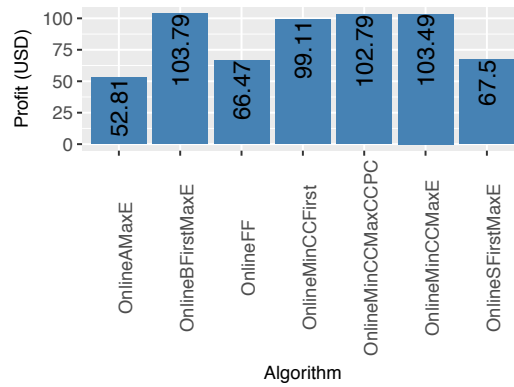 Profit (USD)
100
75
50
25
0
52.81
103.79
66.47
99.11
102.79
103.49
67.5
OnlineAMaxE
OnlineBFirstMaxE
OnlineFF
OnlineMinCCFirst
OnlineMinCCMaxCCPC
OnlineMinCCMaxE
OnlineSFirstMaxE
Algorithm